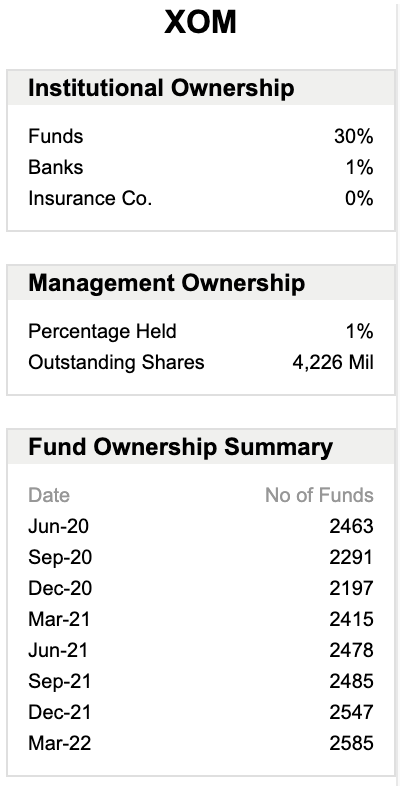 XOM
Institutional Ownership
Funds 30%
Banks 1%
Insurance Co. 0%
Management Ownership
Percentage Held 1%
Outstanding Shares 4,226 Mil
Fund Ownership Summary
Date No of Funds
Jun-20 2463
Sep-20 2291
Dec-20 2197
Mar-21 2415
Jun-21 2478
Sep-21 2485
Dec-21 2547
Mar-22 2585